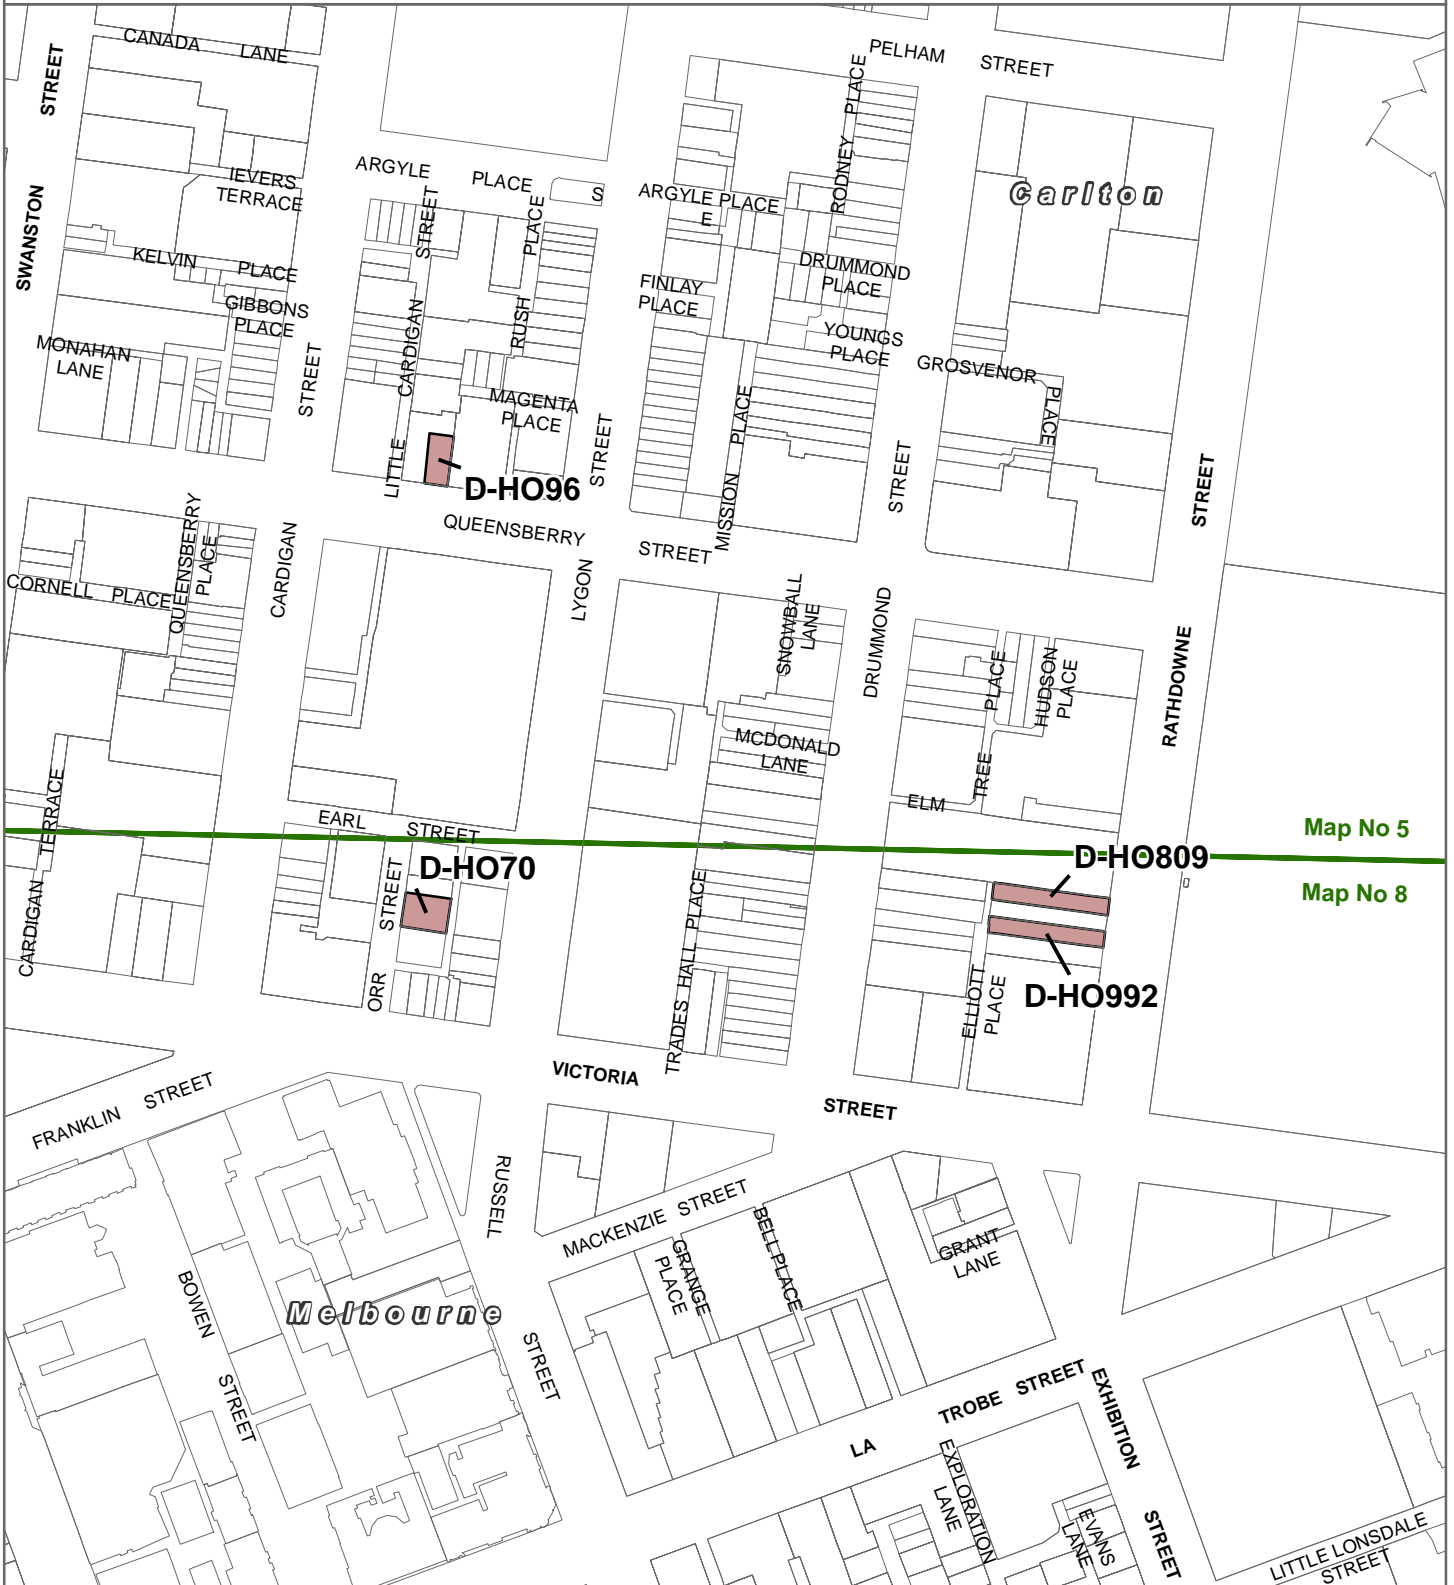 CANADA LANE
PELHAM STREET
STREET
SWANSTON
ARGYLE PLACE S
IEVERS
TERRACE
ARGYLE PLACE
E
RODNEY PLACE
Carlton
KELVIN PLACE
GIBBONS
PLACE
MONAHAN
LANE
STREET
LITTLE CARDIGAN STREET
RUSH PLACE
MAGENTA
PLACE
FINLAY
PLACE
DRUMMOND
PLACE
YOUNGS
PLACE
GROSVENOR PLACE
MISSION PLACE
STREET
STREET
STREET
D-HO96
QUEENSBERRY STREET
QUEENSBERRY
PLACE
CORNELL PLACE
CARDIGAN
LYGON
SNOWBALL
LANE
DRUMMOND
RATHDOWNE
HUDSON
PLACE
ELM TREE PLACE
MCDONALD
LANE
CARDIGAN TERRACE
EARL STREET
Map No 5
Map No 8
D-HO70
D-HO809
D-HO992
ORR STREET
TRADES HALL PLACE
ELLIOTT
PLACE
VICTORIA STREET
FRANKLIN STREET
RUSSELL STREET
MACKENZIE STREET
GRANGE
PLACE
BELL PLACE
GRANT
LANE
Melbourne
BOWEN STREET
LA TROBE STREET
EXHIBITION STREET
EXPLORATION
LANE
EVANS
LANE
LITTLE LONSDALE
STREET